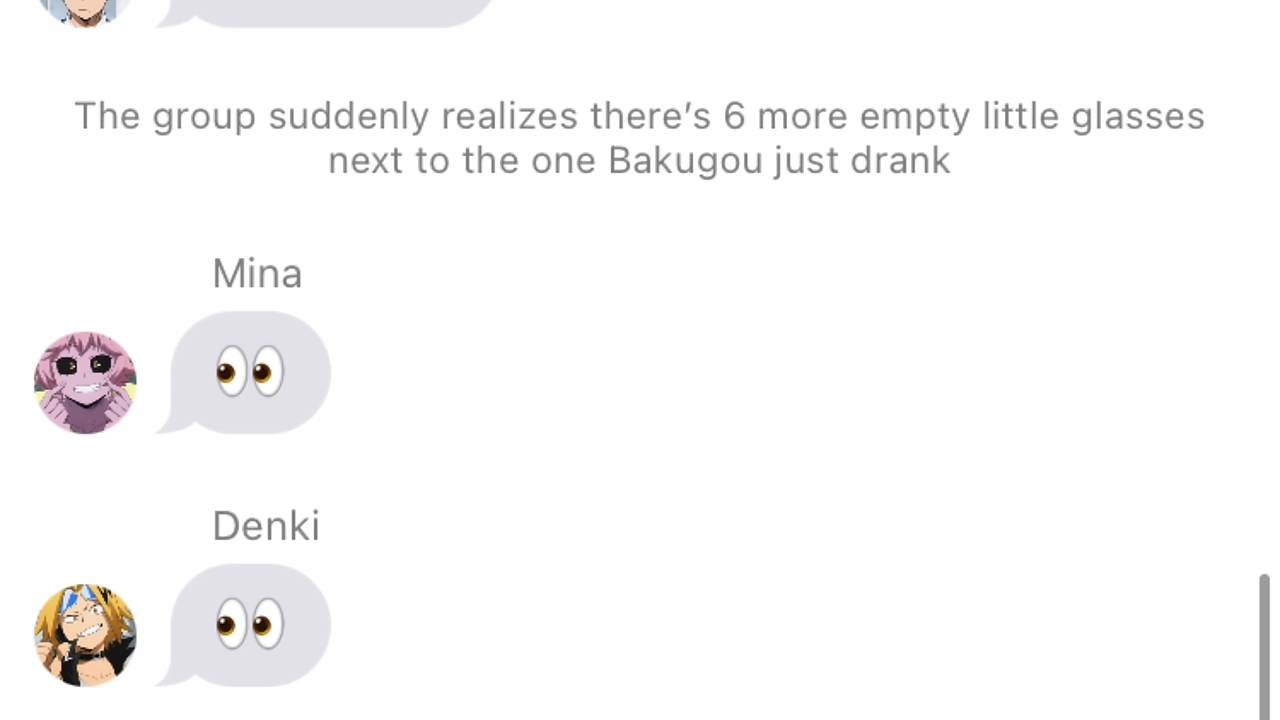 The group suddenly realizes there’s 6 more empty little glasses
next to the one Bakugou just drank
Mina
👀
Denki
👀